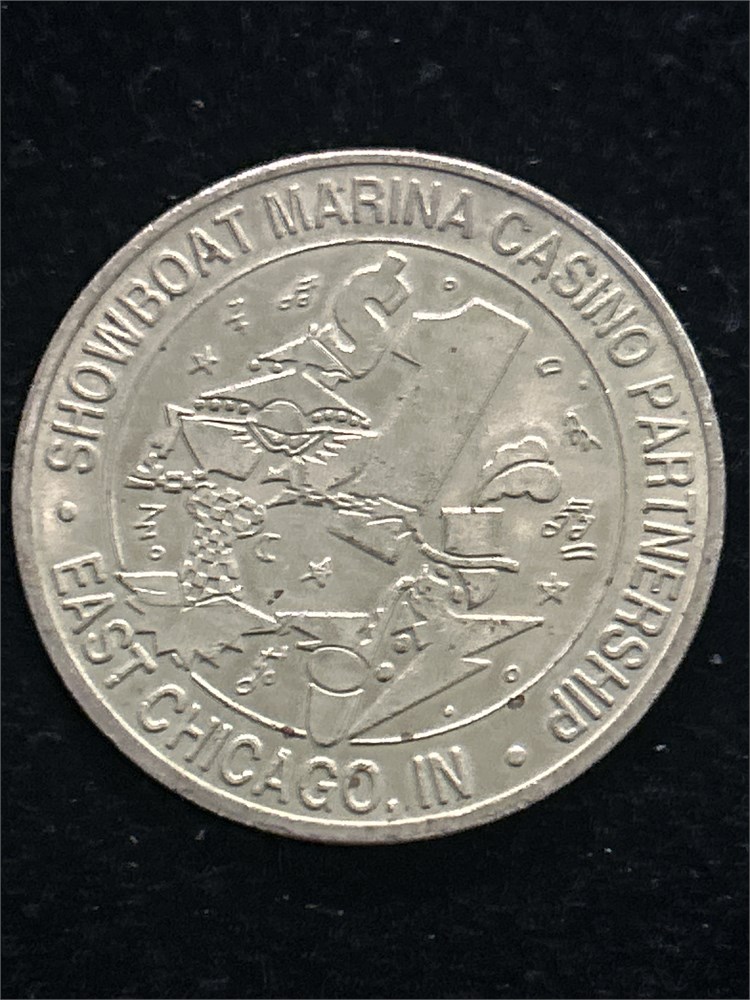 SHOWBOAT MARINA CASINO PARTNERSHIP
EAST CHICAGO, IN
$